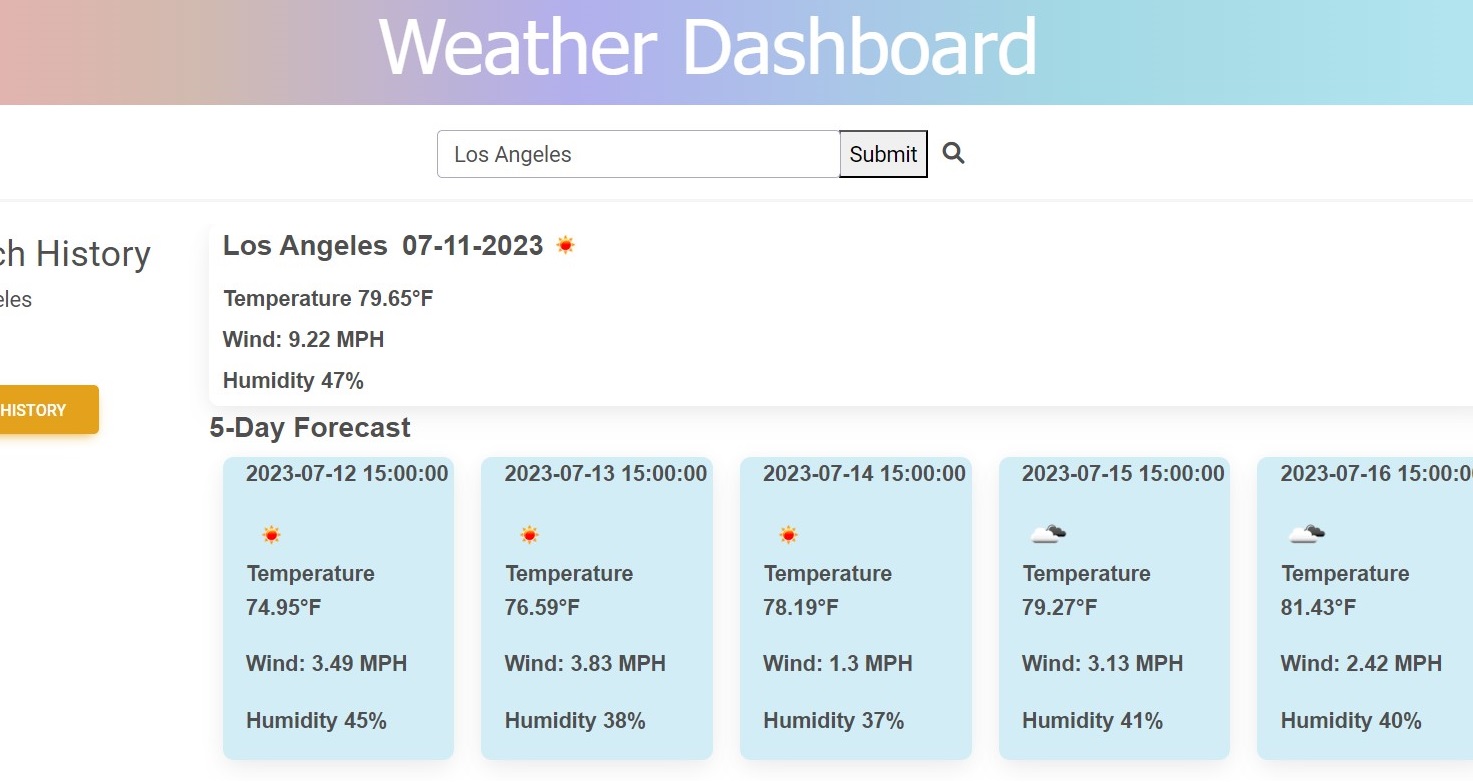 Weather Dashboard
Los Angeles
Submit
ch History
eles
HISTORY
Los Angeles 07-11-2023
Temperature 79.65°F
Wind: 9.22 MPH
Humidity 47%
5-Day Forecast
2023-07-12 15:00:00
Temperature
74.95°F
Wind: 3.49 MPH
Humidity 45%
2023-07-13 15:00:00
Temperature
76.59°F
Wind: 3.83 MPH
Humidity 38%
2023-07-14 15:00:00
Temperature
78.19°F
Wind: 1.3 MPH
Humidity 37%
2023-07-15 15:00:00
Temperature
79.27°F
Wind: 3.13 MPH
Humidity 41%
2023-07-16 15:00:0
Temperature
81.43°F
Wind: 2.42 MPH
Humidity 40%